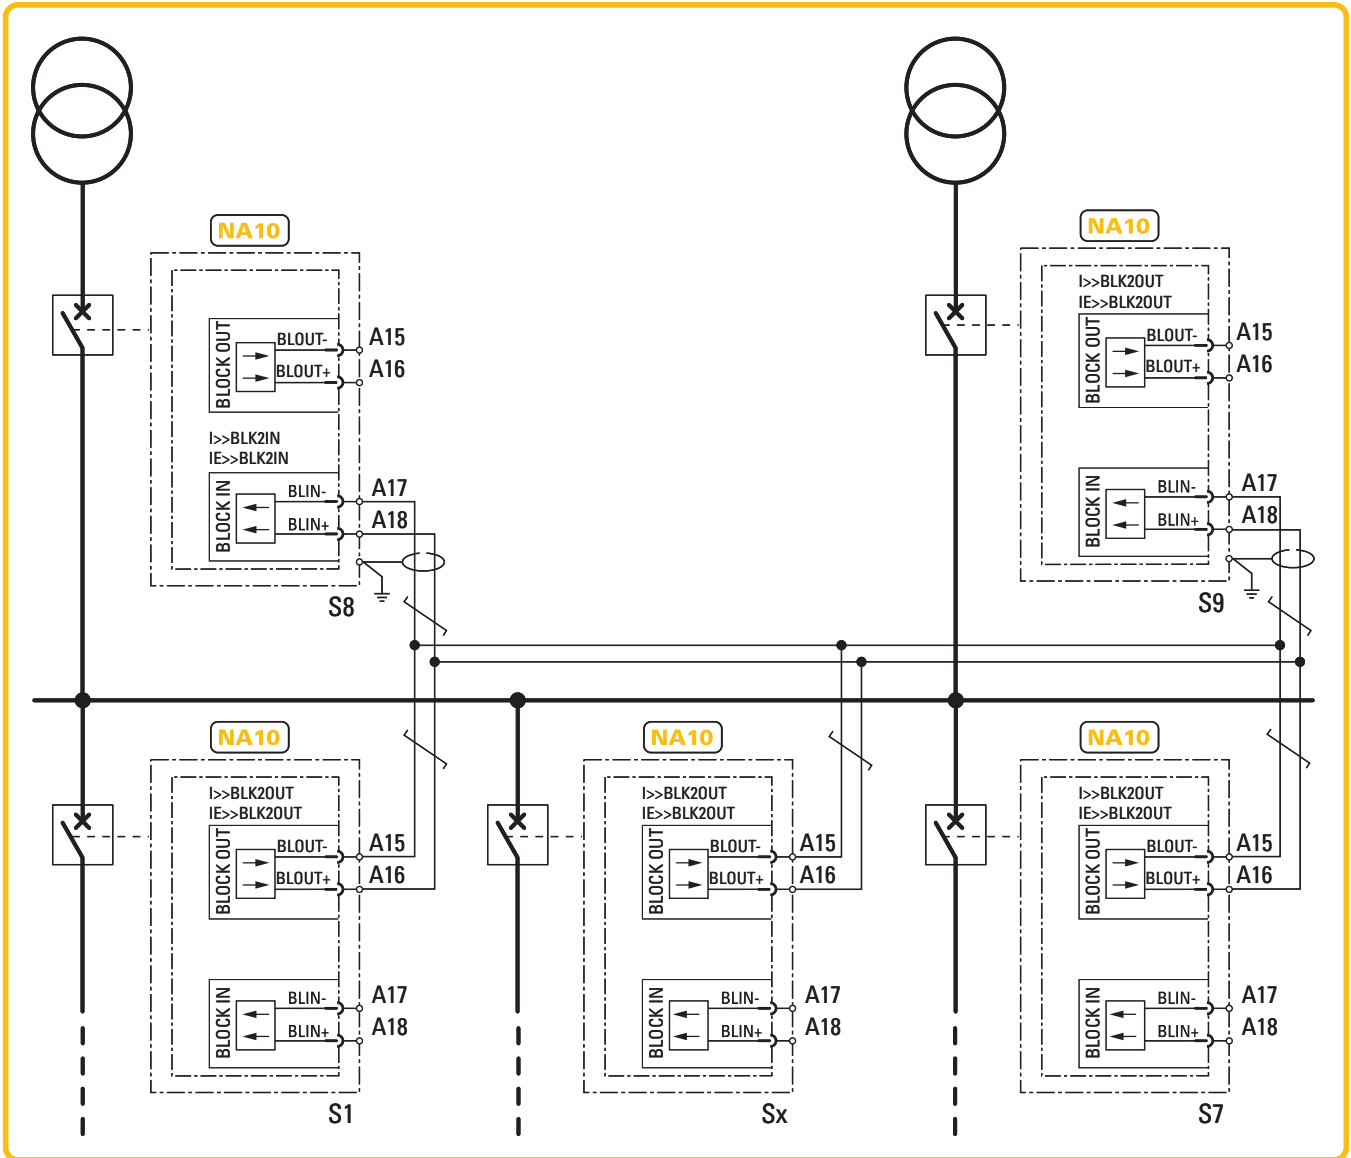 NA10
BLOCK OUT
BLOUT-
A15
BLOUT+
A16
I>>BLK2IN
IE>>BLK2IN
BLOCK IN
BLIN-
A17
BLIN+
A18
S8
NA10
I>>BLK2OUT
IE>>BLK2OUT
BLOCK OUT
BLOUT-
A15
BLOUT+
A16
BLOCK IN
BLIN-
A17
BLIN+
A18
S9
NA10
I>>BLK2OUT
IE>>BLK2OUT
BLOCK OUT
BLOUT-
A15
BLOUT+
A16
BLOCK IN
BLIN-
A17
BLIN+
A18
S1
NA10
I>>BLK2OUT
IE>>BLK2OUT
BLOCK OUT
BLOUT-
A15
BLOUT+
A16
BLOCK IN
BLIN-
A17
BLIN+
A18
Sx
NA10
I>>BLK2OUT
IE>>BLK2OUT
BLOCK OUT
BLOUT-
A15
BLOUT+
A16
BLOCK IN
BLIN-
A17
BLIN+
A18
S7